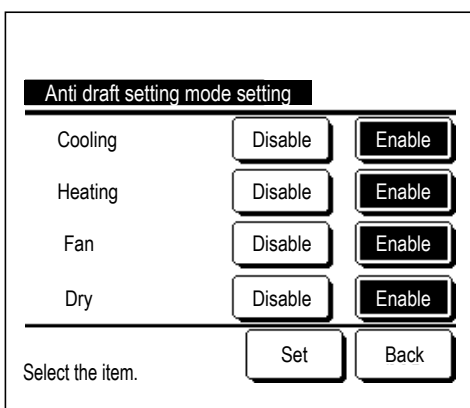 Anti draft setting mode setting
Cooling Disable Enable
Heating Disable Enable
Fan Disable Enable
Dry Disable Enable
Set Back
Select the item.